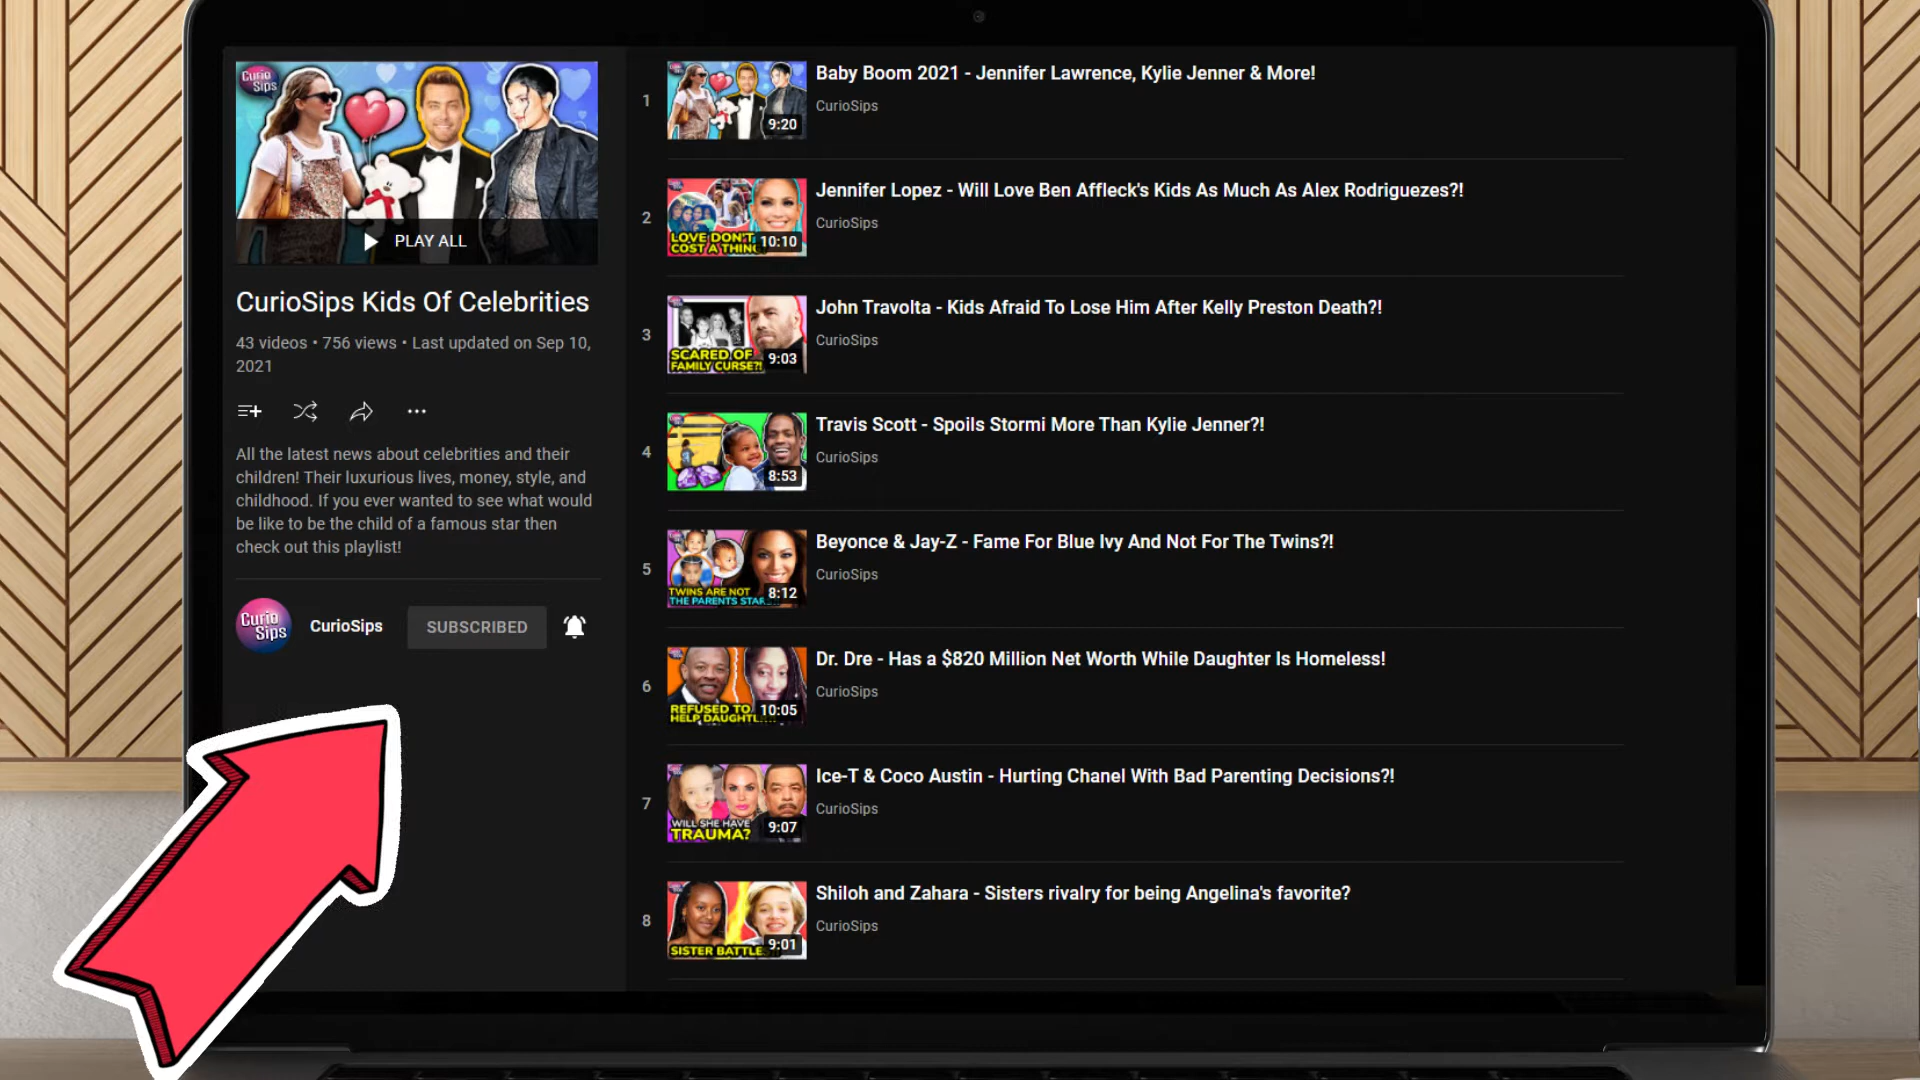 Curio
Sips
PLAY ALL
CurioSips Kids Of Celebrities
43 videos • 756 views • Last updated on Sep 10,
2021
All the latest news about celebrities and their
children! Their luxurious lives, money, style, and
childhood. If you ever wanted to see what would
be like to be the child of a famous star then
check out this playlist!
Curio
Sips
CurioSips
SUBSCRIBED
1
9:20
Baby Boom 2021 - Jennifer Lawrence, Kylie Jenner & More!
CurioSips
2
LOVE DON'T
COST A THING
10:10
Jennifer Lopez - Will Love Ben Affleck's Kids As Much As Alex Rodriguezes?!
CurioSips
3
SCARED OF
FAMILY CURSE?!
9:03
John Travolta - Kids Afraid To Lose Him After Kelly Preston Death?!
CurioSips
4
8:53
Travis Scott - Spoils Stormi More Than Kylie Jenner?!
CurioSips
5
TWINS ARE NOT
THE PARENTS STAR
8:12
Beyonce & Jay-Z - Fame For Blue Ivy And Not For The Twins?!
CurioSips
6
REFUSED TO
HELP
10:05
Dr. Dre - Has a $820 Million Net Worth While Daughter Is Homeless!
CurioSips
7
WILL SHE HAVE
TRAUMA?
9:07
Ice-T & Coco Austin - Hurting Chanel With Bad Parenting Decisions?!
CurioSips
8
SISTER BATTLE
9:01
Shiloh and Zahara - Sisters rivalry for being Angelina's favorite?
CurioSips